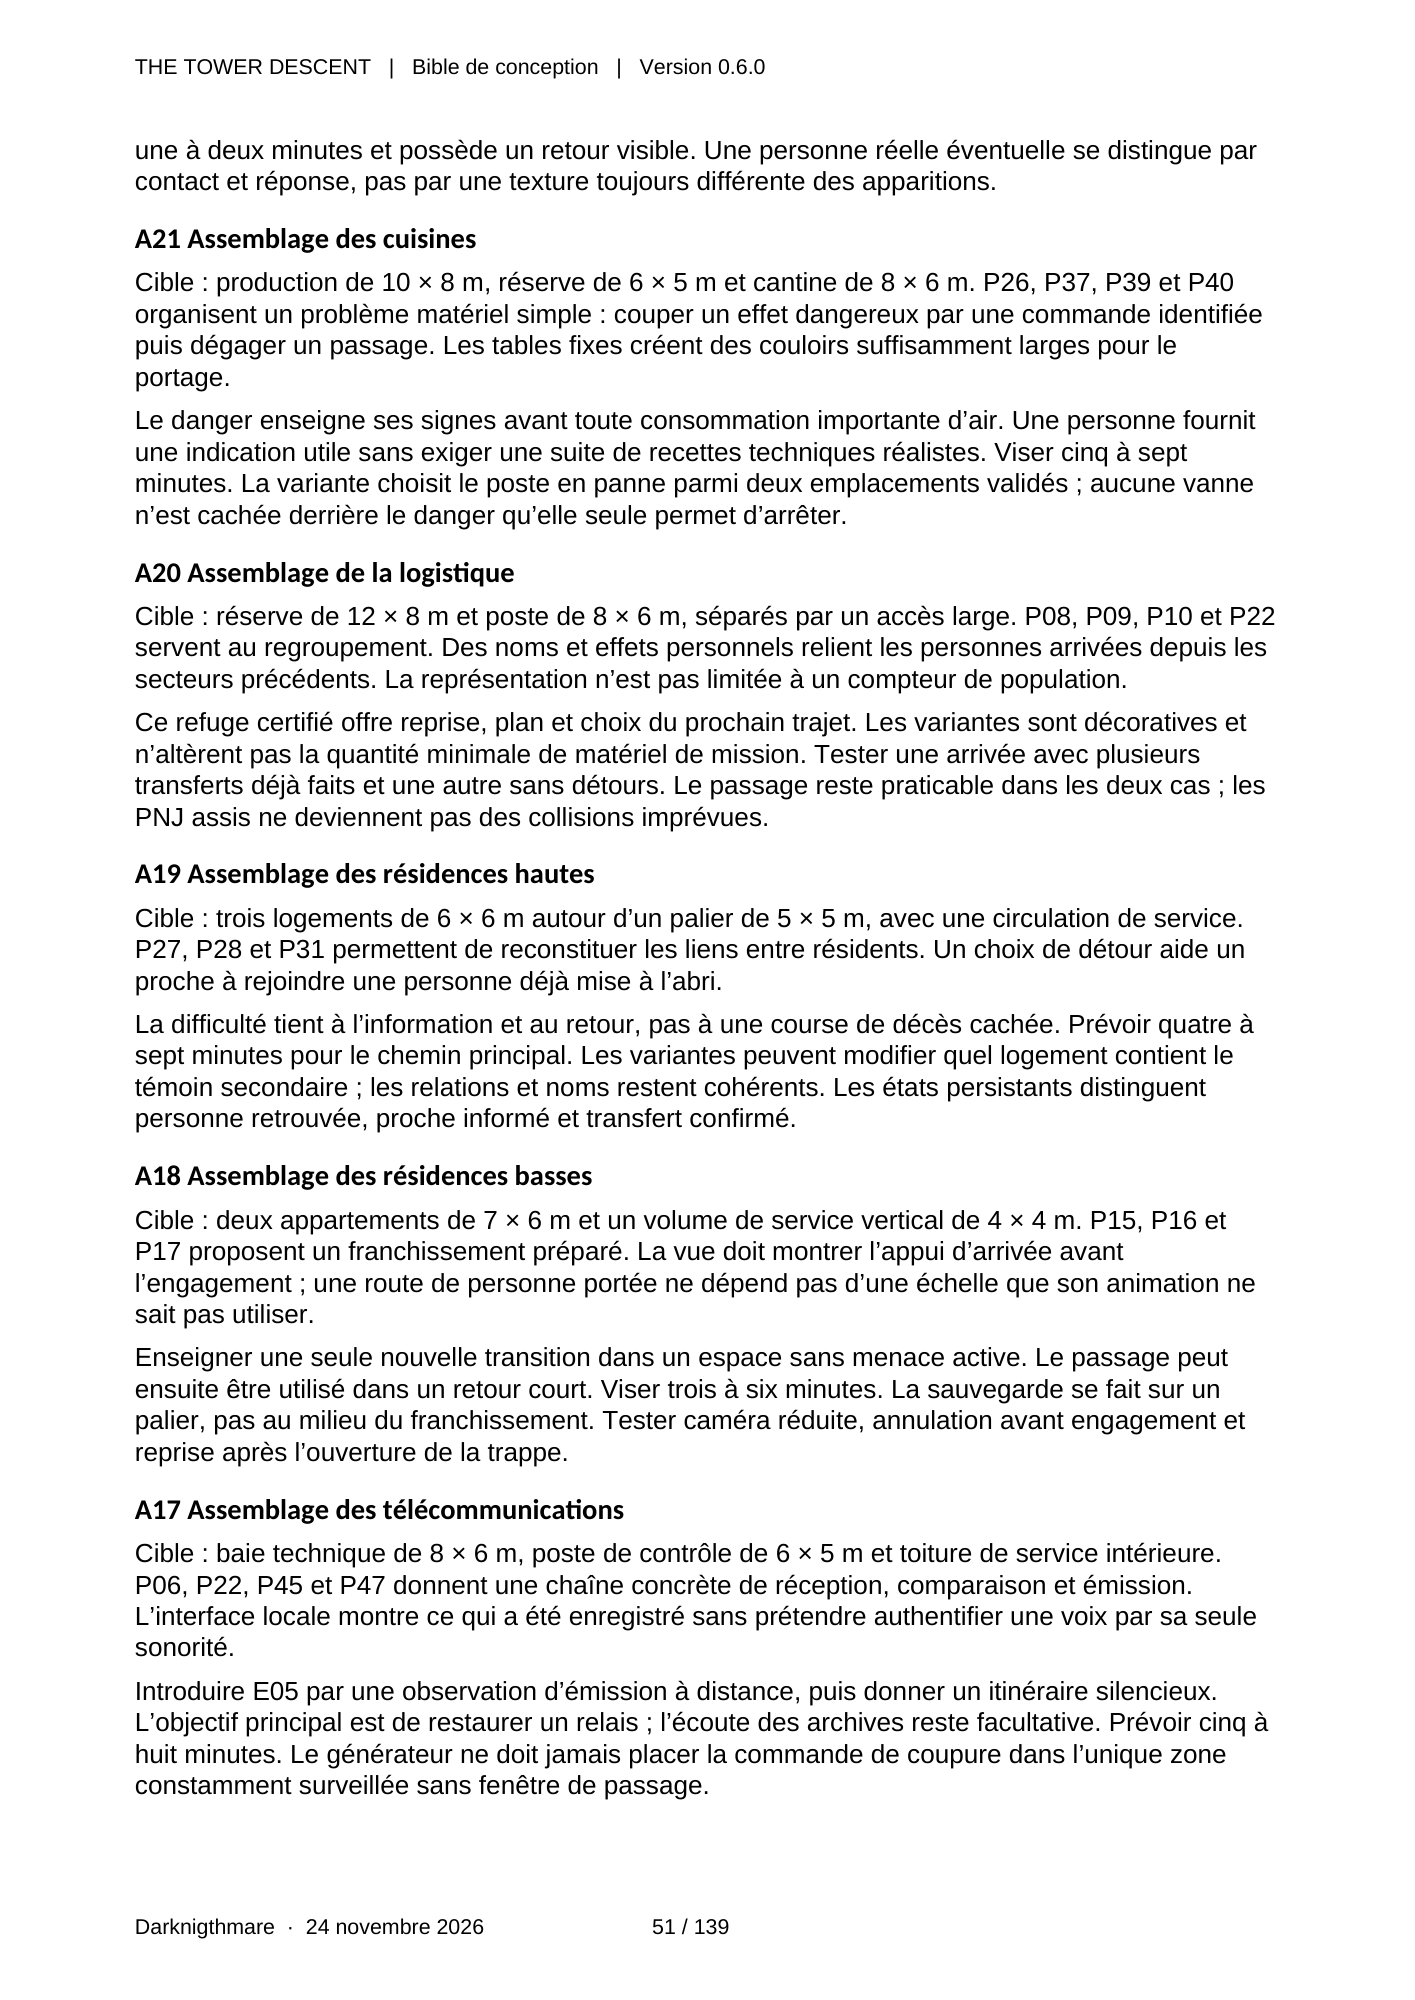 THE TOWER DESCENT | Bible de conception | Version 0.6.0
une à deux minutes et possède un retour visible. Une personne réelle éventuelle se distingue par
contact et réponse, pas par une texture toujours différente des apparitions.
A21 Assemblage des cuisines
Cible : production de 10 × 8 m, réserve de 6 × 5 m et cantine de 8 × 6 m. P26, P37, P39 et P40
organisent un problème matériel simple : couper un effet dangereux par une commande identifiée
puis dégager un passage. Les tables fixes créent des couloirs suffisamment larges pour le
portage.
Le danger enseigne ses signes avant toute consommation importante d’air. Une personne fournit
une indication utile sans exiger une suite de recettes techniques réalistes. Viser cinq à sept
minutes. La variante choisit le poste en panne parmi deux emplacements validés ; aucune vanne
n’est cachée derrière le danger qu’elle seule permet d’arrêter.
A20 Assemblage de la logistique
Cible : réserve de 12 × 8 m et poste de 8 × 6 m, séparés par un accès large. P08, P09, P10 et P22
servent au regroupement. Des noms et effets personnels relient les personnes arrivées depuis les
secteurs précédents. La représentation n’est pas limitée à un compteur de population.
Ce refuge certifié offre reprise, plan et choix du prochain trajet. Les variantes sont décoratives et
n’altèrent pas la quantité minimale de matériel de mission. Tester une arrivée avec plusieurs
transferts déjà faits et une autre sans détours. Le passage reste praticable dans les deux cas ; les
PNJ assis ne deviennent pas des collisions imprévues.
A19 Assemblage des résidences hautes
Cible : trois logements de 6 × 6 m autour d’un palier de 5 × 5 m, avec une circulation de service.
P27, P28 et P31 permettent de reconstituer les liens entre résidents. Un choix de détour aide un
proche à rejoindre une personne déjà mise à l’abri.
La difficulté tient à l’information et au retour, pas à une course de décès cachée. Prévoir quatre à
sept minutes pour le chemin principal. Les variantes peuvent modifier quel logement contient le
témoin secondaire ; les relations et noms restent cohérents. Les états persistants distinguent
personne retrouvée, proche informé et transfert confirmé.
A18 Assemblage des résidences basses
Cible : deux appartements de 7 × 6 m et un volume de service vertical de 4 × 4 m. P15, P16 et
P17 proposent un franchissement préparé. La vue doit montrer l’appui d’arrivée avant
l’engagement ; une route de personne portée ne dépend pas d’une échelle que son animation ne
sait pas utiliser.
Enseigner une seule nouvelle transition dans un espace sans menace active. Le passage peut
ensuite être utilisé dans un retour court. Viser trois à six minutes. La sauvegarde se fait sur un
palier, pas au milieu du franchissement. Tester caméra réduite, annulation avant engagement et
reprise après l’ouverture de la trappe.
A17 Assemblage des télécommunications
Cible : baie technique de 8 × 6 m, poste de contrôle de 6 × 5 m et toiture de service intérieure.
P06, P22, P45 et P47 donnent une chaîne concrète de réception, comparaison et émission.
L’interface locale montre ce qui a été enregistré sans prétendre authentifier une voix par sa seule
sonorité.
Introduire E05 par une observation d’émission à distance, puis donner un itinéraire silencieux.
L’objectif principal est de restaurer un relais ; l’écoute des archives reste facultative. Prévoir cinq à
huit minutes. Le générateur ne doit jamais placer la commande de coupure dans l’unique zone
constamment surveillée sans fenêtre de passage.
Darknigthmare · 24 novembre 2026 51 / 139